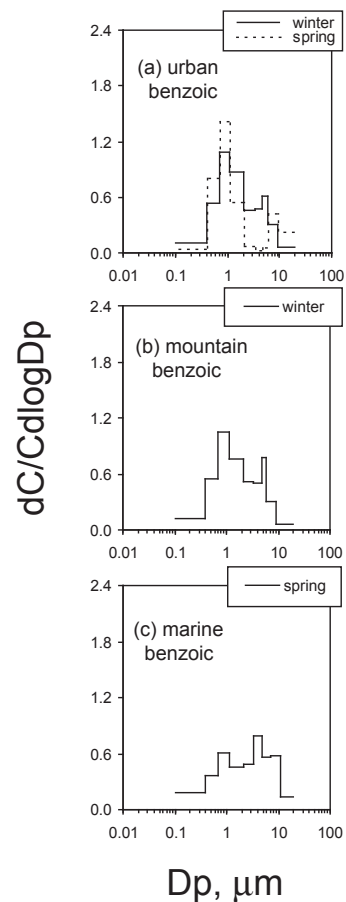 winter
spring
2.4
(a) urban
benzoic
1.8
1.2
0.6
0.0
0.01 0.1 1 10 100
winter
2.4
(b) mountain
benzoic
1.8
1.2
0.6
0.0
0.01 0.1 1 10 100
dC/CdlogDp
spring
2.4
(c) marine
benzoic
1.8
1.2
0.6
0.0
0.01 0.1 1 10 100
Dp, μm